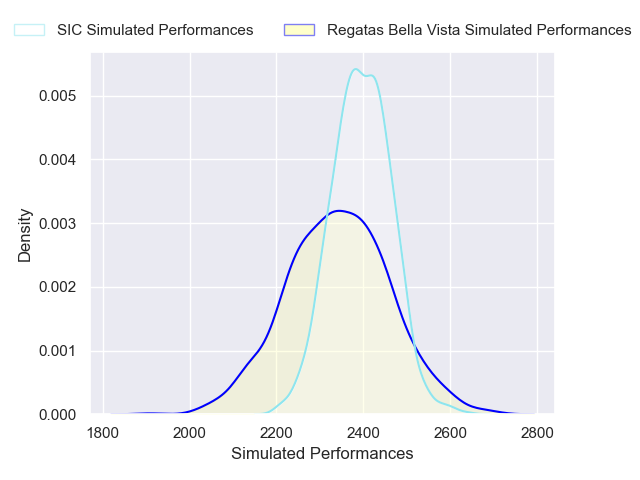 SIC Simulated Performances
Regatas Bella Vista Simulated Performances
0.005
0.004
0.003
0.002
0.001
0.000
Density
1800 2000 2200 2400 2600 2800
Simulated Performances